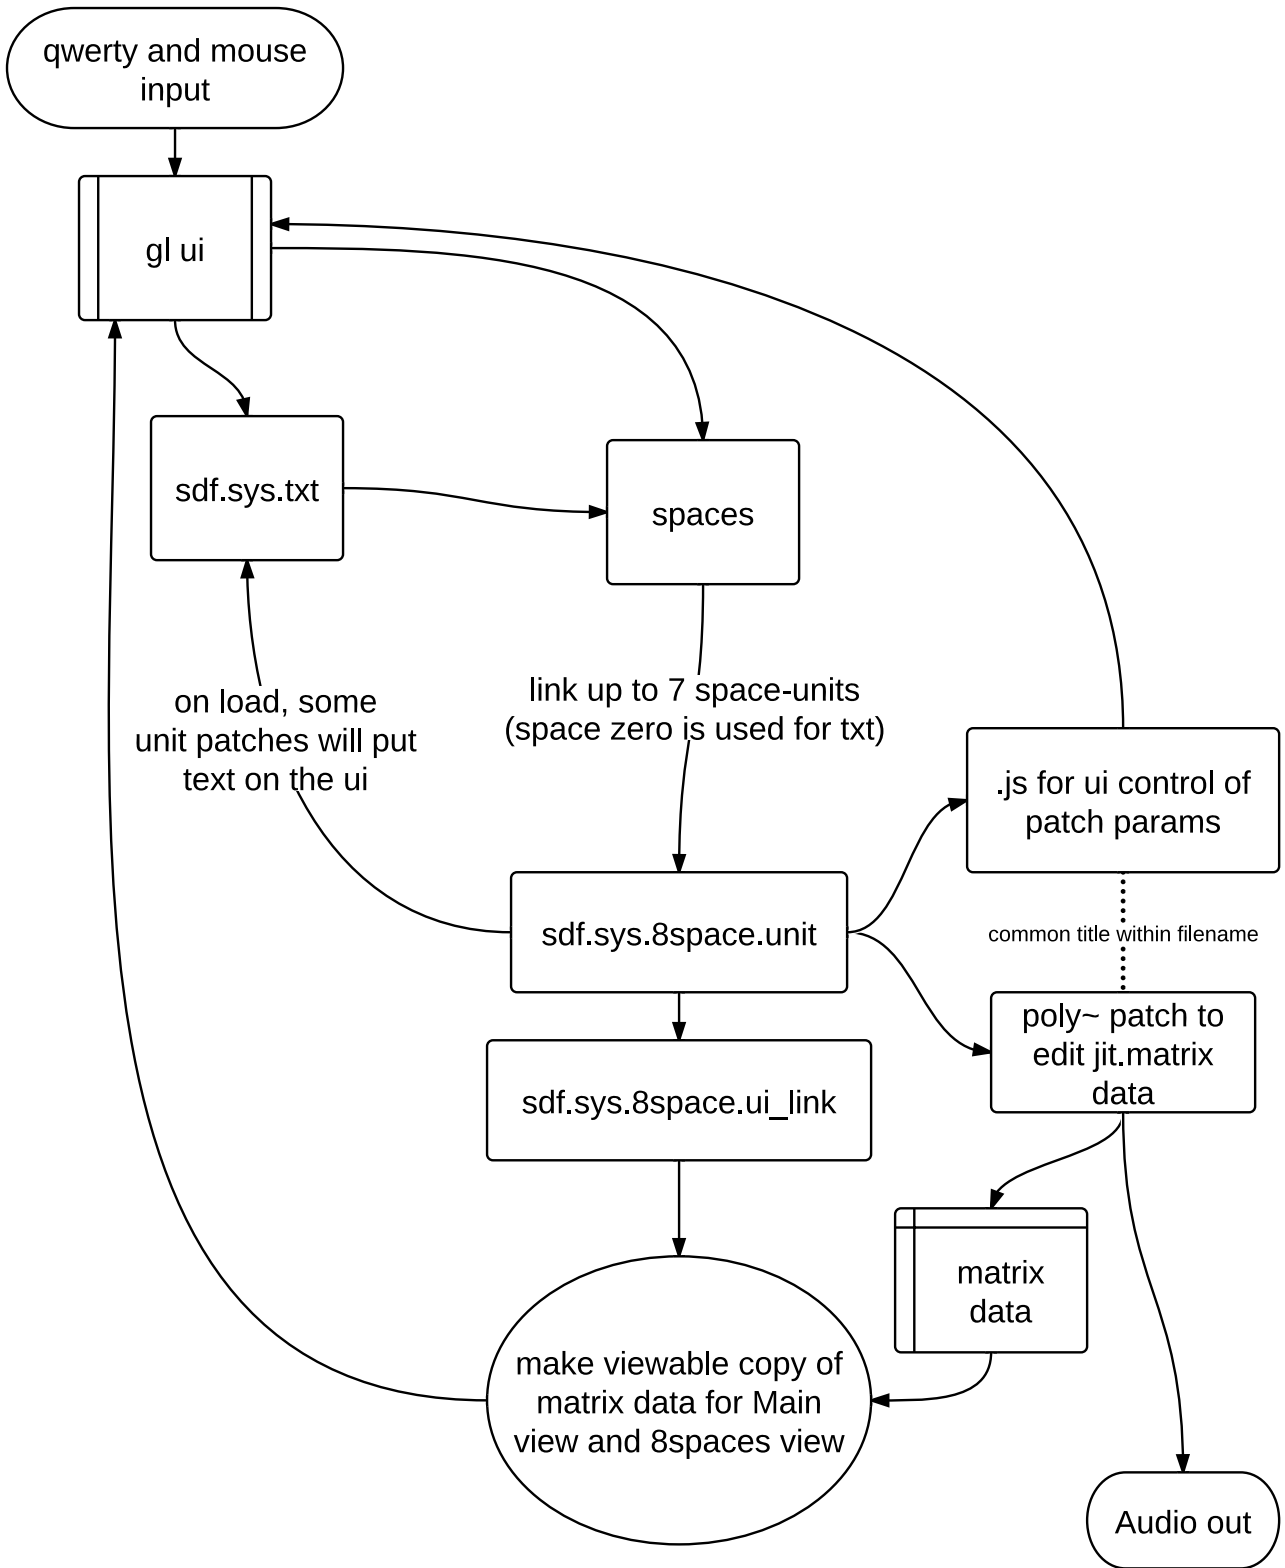 qwerty and mouse
input
gl ui
sdf.sys.txt
spaces
on load, some
unit patches will put
text on the ui
link up to 7 space-units
(space zero is used for txt)
.js for ui control of
patch params
sdf.sys.8space.unit
common title within filename
poly~ patch to
edit jit.matrix
data
sdf.sys.8space.ui_link
matrix
data
make viewable copy of
matrix data for Main
view and 8spaces view
Audio out